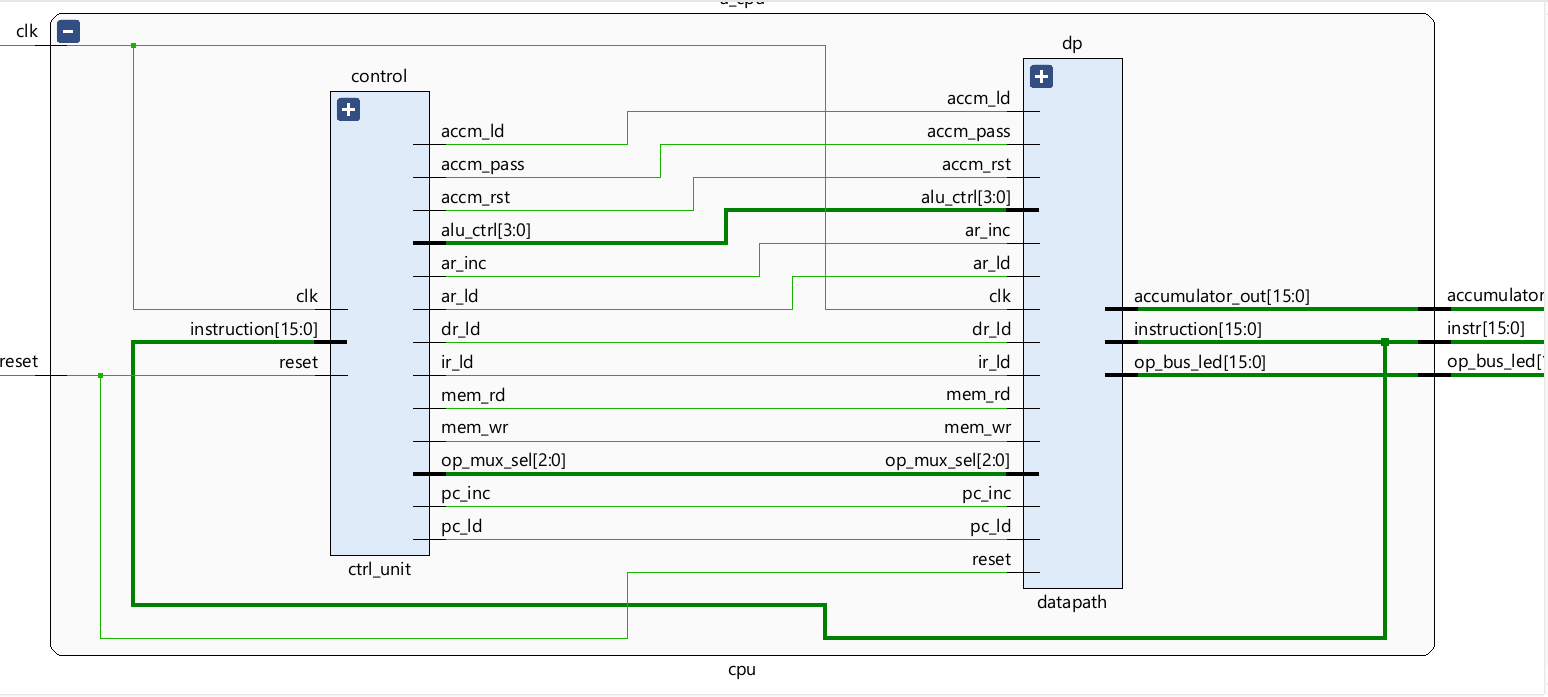 u_cpu
clk
dp
control
accm_ld
accm_ld
accm_pass
accm_pass
accm_rst
accm_rst
alu_ctrl[3:0]
alu_ctrl[3:0]
ar_inc
ar_inc
ar_ld
clk
ar_ld
clk
accumulator_out[15:0]
accumulator
instruction[15:0]
dr_ld
dr_ld
instruction[15:0]
instr[15:0]
reset
reset
ir_ld
ir_ld
op_bus_led[15:0]
op_bus_led[
mem_rd
mem_rd
mem_wr
mem_wr
op_mux_sel[2:0]
op_mux_sel[2:0]
pc_inc
pc_inc
pc_ld
pc_ld
reset
ctrl_unit
datapath
cpu